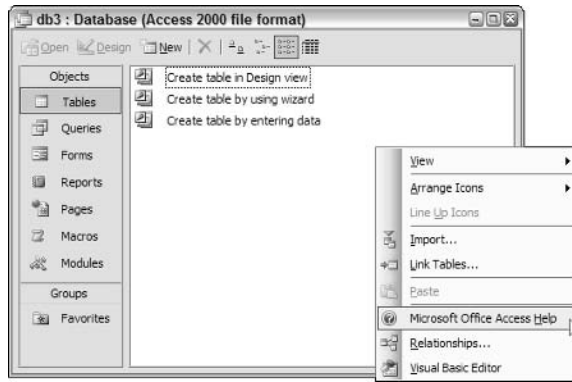 db3 : Database (Access 2000 file format)
Open Design New
Objects
Tables
Queries
Forms
Reports
Pages
Macros
Modules
Groups
Favorites
Create table in Design view
Create table by using wizard
Create table by entering data
View
Arrange Icons
Line Up Icons
Import...
Link Tables...
Paste
Microsoft Office Access Help
Relationships...
Visual Basic Editor